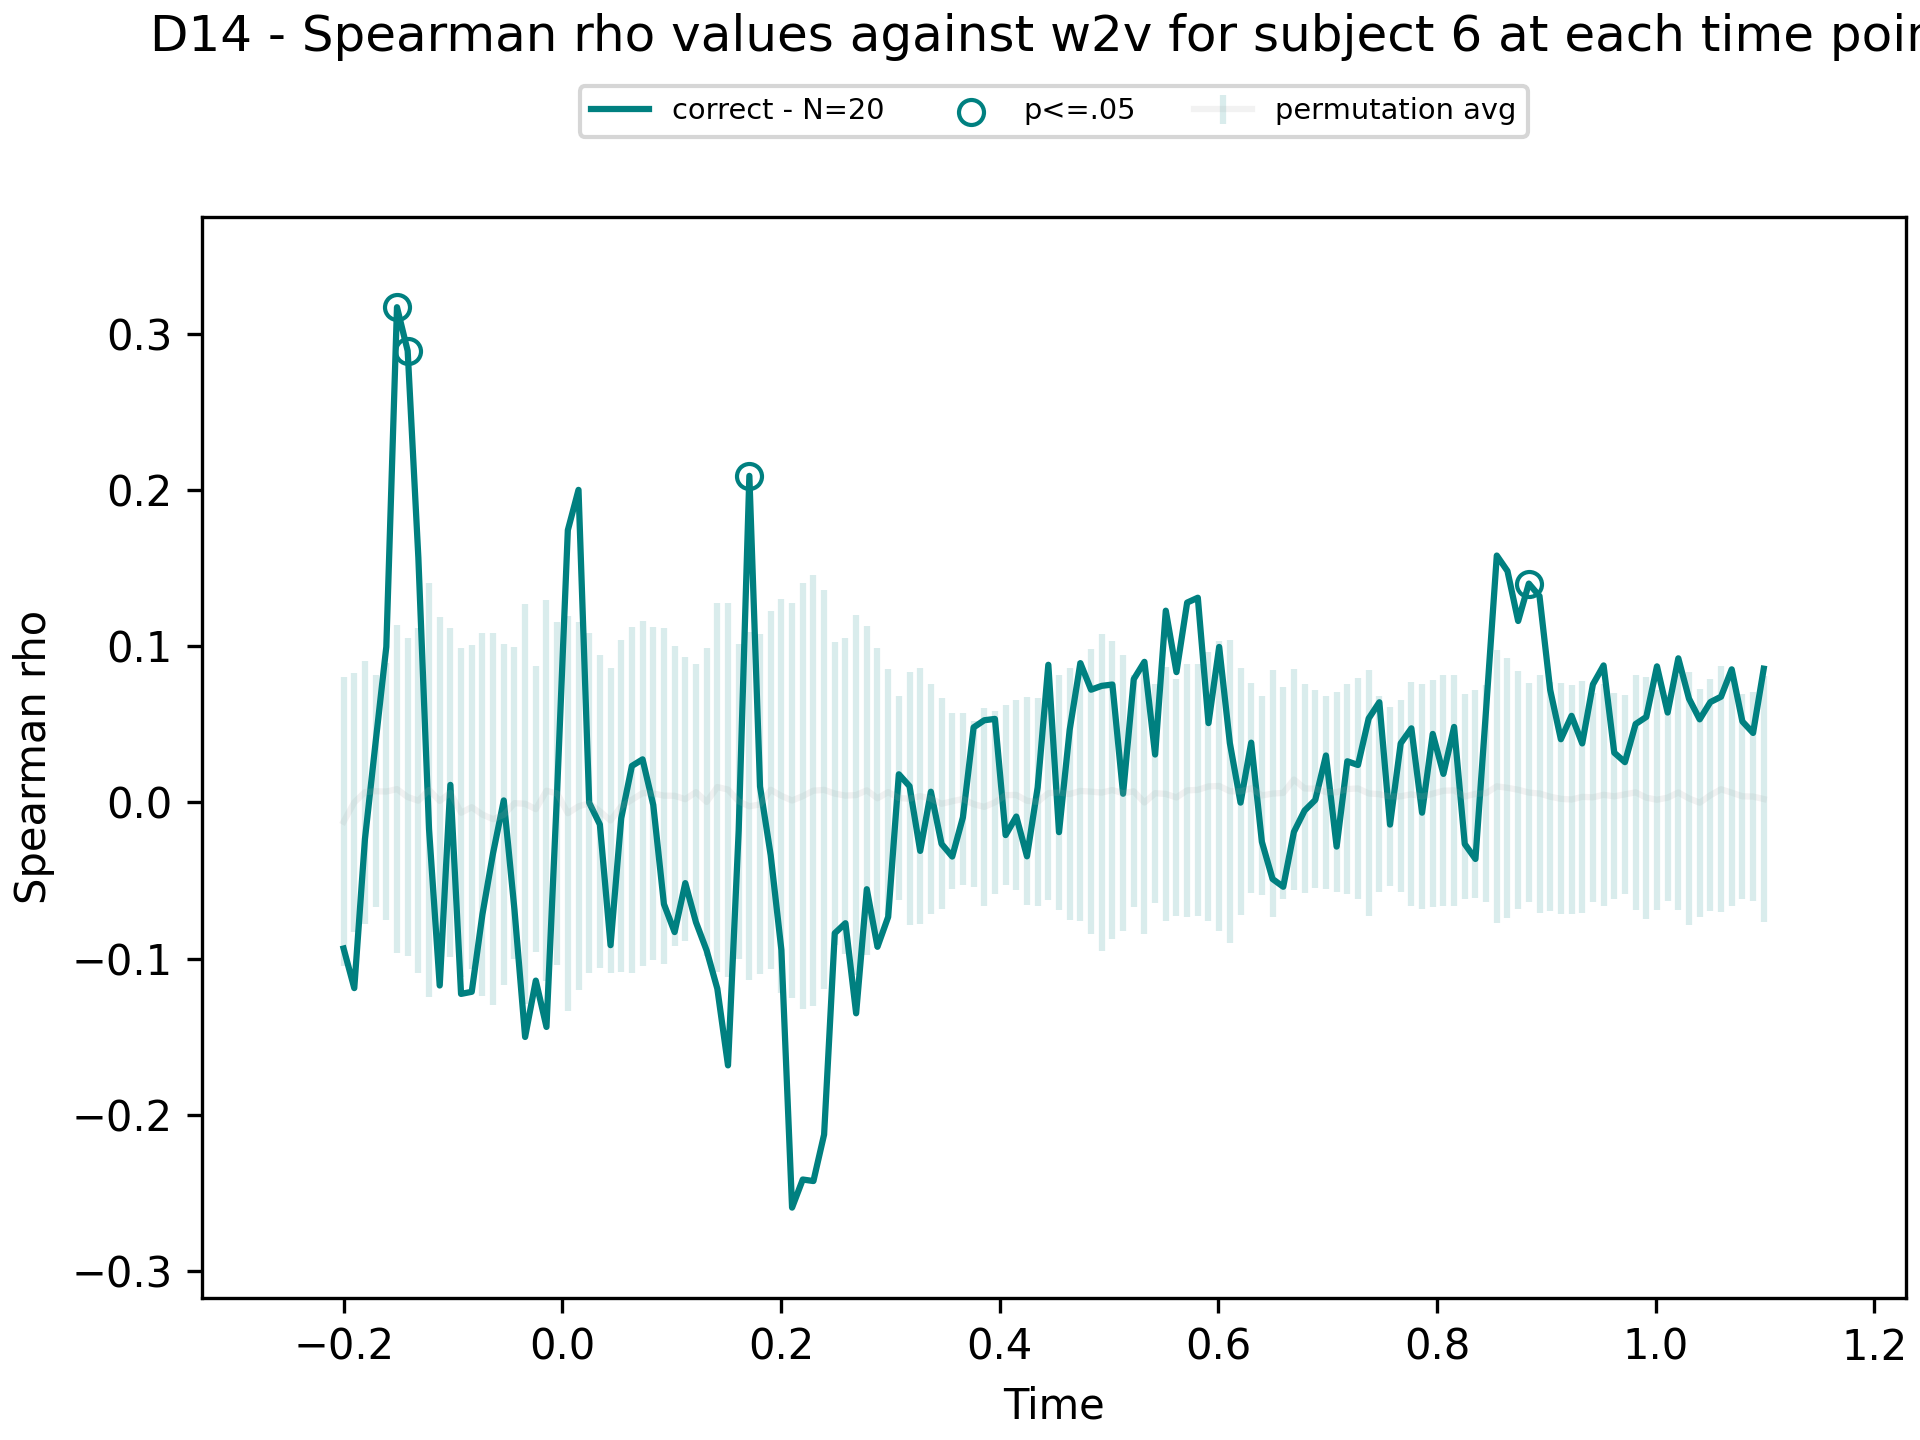 D14 - Spearman rho values against w2v for subject 6 at each time
correct - N=20 p<=.05 permutation avg
Spearman rho
0.3
0.2
0.1
0.0
−0.1
−0.2
−0.3
−0.2 0.0 0.2 0.4 0.6 0.8 1.0 1.2
Time